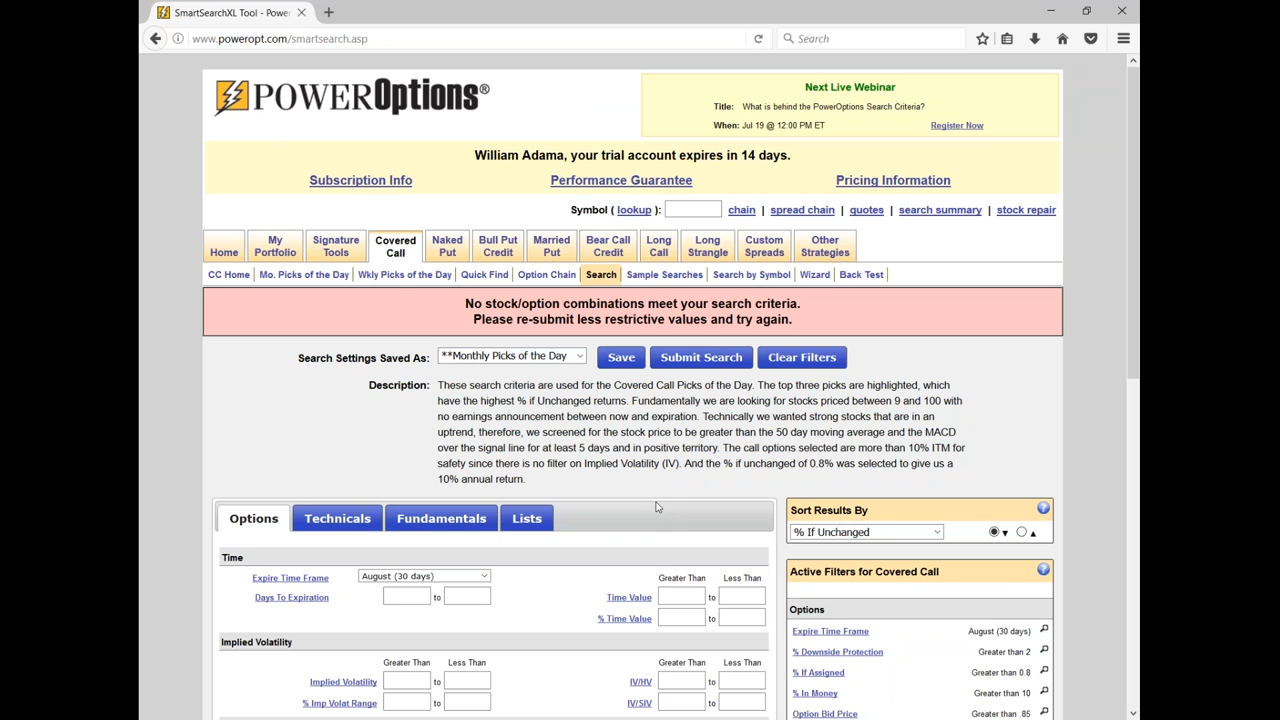 SmartSearchXL Tool - Power
www.poweropt.com/smartsearch.asp
Search
POWEROptions®
Next Live Webinar
Title: What is behind the PowerOptions Search Criteria?
When: Jul 19 @ 12:00 PM ET Register Now
William Adama, your trial account expires in 14 days.
Subscription Info Performance Guarantee Pricing Information
Symbol ( lookup ): chain | spread chain | quotes | search summary | stock repair
Home My Portfolio Signature Tools Covered Call Naked Put Bull Put Credit Married Put Bear Call Credit Long Call Long Strangle Custom Spreads Other Strategies
CC Home | Mo. Picks of the Day | Wkly Picks of the Day | Quick Find | Option Chain | Search | Sample Searches | Search by Symbol | Wizard | Back Test |
No stock/option combinations meet your search criteria.
Please re-submit less restrictive values and try again.
Search Settings Saved As: **Monthly Picks of the Day Save Submit Search Clear Filters
Description: These search criteria are used for the Covered Call Picks of the Day. The top three picks are highlighted, which
have the highest % if Unchanged returns. Fundamentally we are looking for stocks priced between 9 and 100 with
no earnings announcement between now and expiration. Technically we wanted strong stocks that are in an
uptrend, therefore, we screened for the stock price to be greater than the 50 day moving average and the MACD
over the signal line for at least 5 days and in positive territory. The call options selected are more than 10% ITM for
safety since there is no filter on Implied Volatility (IV). And the % if unchanged of 0.8% was selected to give us a
10% annual return.
Options Technicals Fundamentals Lists
Sort Results By ?
% If Unchanged
Time
Expire Time Frame August (30 days) Greater Than Less Than
Days To Expiration to Time Value to
% Time Value to
Implied Volatility
Greater Than Less Than Greater Than Less Than
Implied Volatility to IV/HV to
% Imp Volat Range to IV/SIV to
Active Filters for Covered Call ?
Options
Expire Time Frame August (30 days)
% Downside Protection Greater than 2
% If Assigned Greater than 0.8
% In Money Greater than 10
Option Bid Price Greater than .85